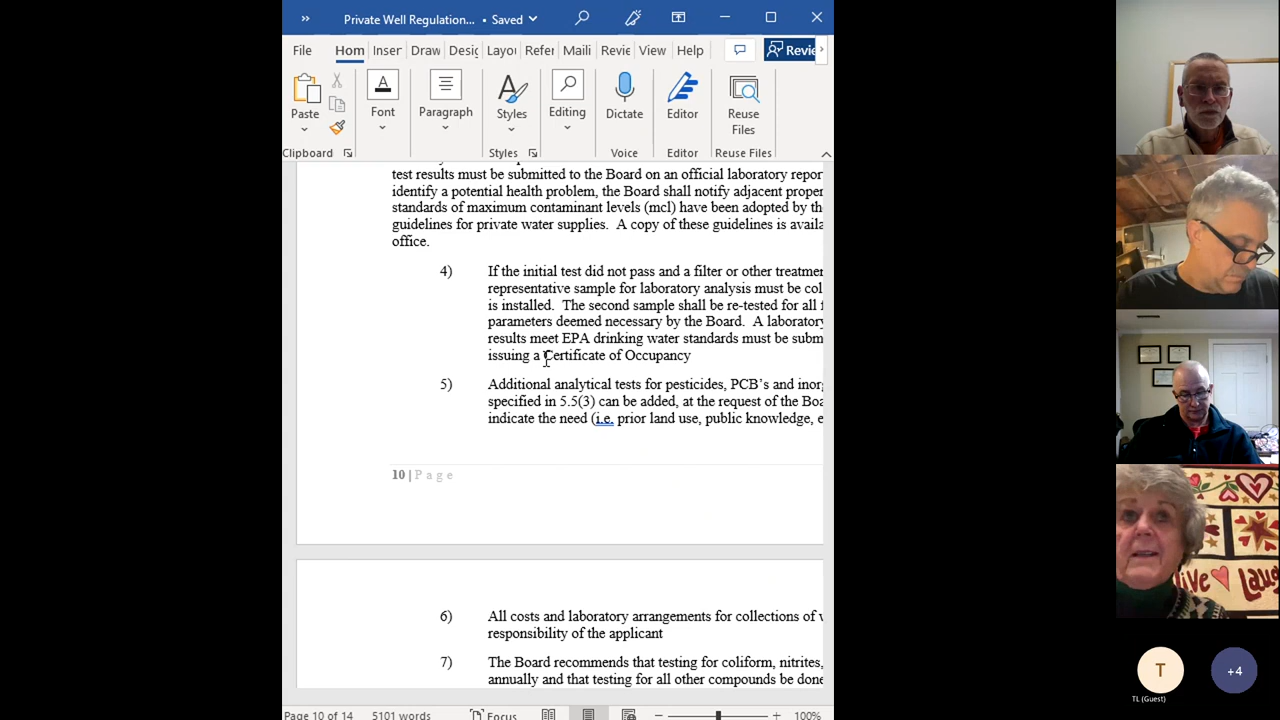 Private Well Regulation... • Saved
File Hom Inser Draw Desig Layou Refer Maili Revie View Help Revie
Paste Font Paragraph Styles Editing Dictate Editor Reuse Files
Clipboard Styles Voice Editor Reuse Files
test results must be submitted to the Board on an official laboratory repor
identify a potential health problem, the Board shall notify adjacent proper
standards of maximum contaminant levels (mcl) have been adopted by the
guidelines for private water supplies. A copy of these guidelines is availa
office.
4) If the initial test did not pass and a filter or other treatmen
representative sample for laboratory analysis must be col
is installed. The second sample shall be re-tested for all f
parameters deemed necessary by the Board. A laboratory
results meet EPA drinking water standards must be subm
issuing a Certificate of Occupancy
5) Additional analytical tests for pesticides, PCB's and inor
specified in 5.5(3) can be added, at the request of the Boa
indicate the need (i.e. prior land use, public knowledge, e
10 | Page
6) All costs and laboratory arrangements for collections of w
responsibility of the applicant
7) The Board recommends that testing for coliform, nitrites,
annually and that testing for all other compounds be done
Page 10 of 14 5101 words Focus 100%
live Laug
T +4
TL (Guest)